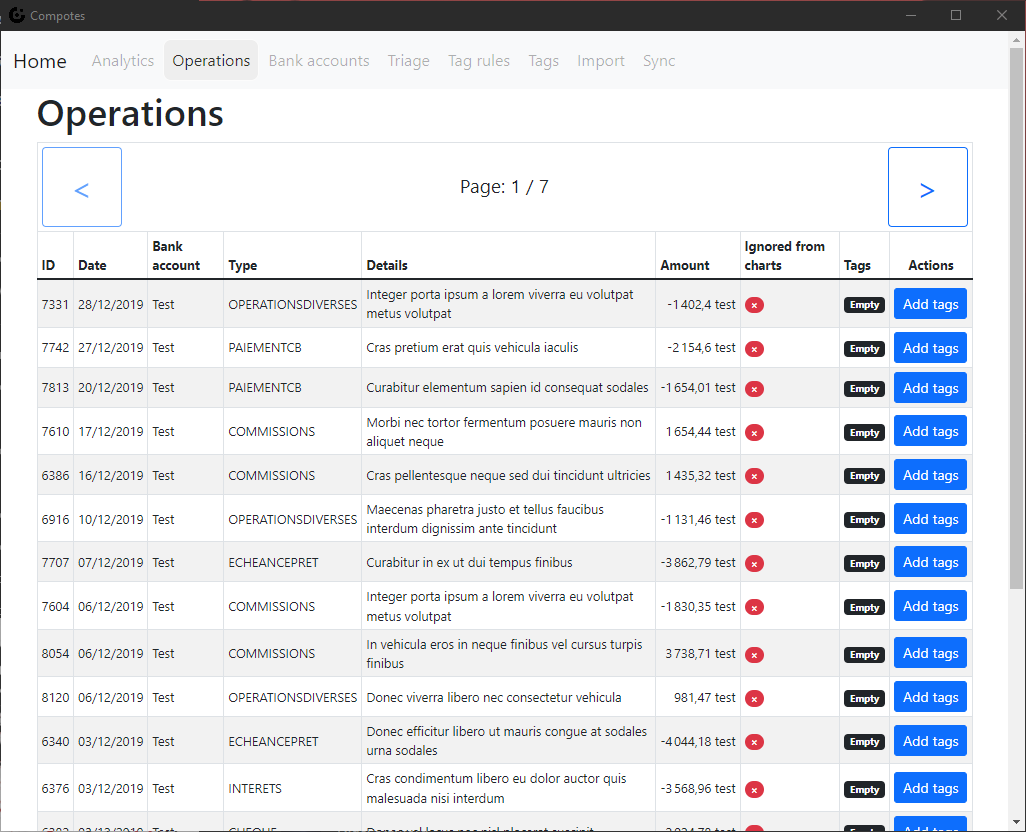 Compotes
Home Analytics Operations Bank accounts Triage Tag rules Tags Import Sync
Operations
< Page: 1 / 7 >
ID Date Bank account Type Details Amount Ignored from charts Tags Actions
7331 28/12/2019 Test OPERATIONSDIVERSES Integer porta ipsum a lorem viverra eu volutpat metus volutpat -1 402,4 test Empty Add tags
7742 27/12/2019 Test PAIEMENTCB Cras pretium erat quis vehicula iaculis -2 154,6 test Empty Add tags
7813 20/12/2019 Test PAIEMENTCB Curabitur elementum sapien id consequat sodales -1 654,01 test Empty Add tags
7610 17/12/2019 Test COMMISSIONS Morbi nec tortor fermentum posuere mauris non aliquet neque 1 654,44 test Empty Add tags
6386 16/12/2019 Test COMMISSIONS Cras pellentesque neque sed dui tincidunt ultricies 1 435,32 test Empty Add tags
6916 10/12/2019 Test OPERATIONSDIVERSES Maecenas pharetra justo et tellus faucibus interdum dignissim ante tincidunt -1 131,46 test Empty Add tags
7707 07/12/2019 Test ECHEANCEPRET Curabitur in ex ut dui tempus finibus -3 862,79 test Empty Add tags
7604 06/12/2019 Test COMMISSIONS Integer porta ipsum a lorem viverra eu volutpat metus volutpat -1 830,35 test Empty Add tags
8054 06/12/2019 Test COMMISSIONS In vehicula eros in neque finibus vel cursus turpis finibus 3 738,71 test Empty Add tags
8120 06/12/2019 Test OPERATIONSDIVERSES Donec viverra libero nec consectetur vehicula 981,47 test Empty Add tags
6340 03/12/2019 Test ECHEANCEPRET Donec efficitur libero ut mauris congue at sodales urna sodales -4 044,18 test Empty Add tags
6376 03/12/2019 Test INTERETS Cras condimentum libero eu dolor auctor quis malesuada nisi interdum -3 568,96 test Empty Add tags